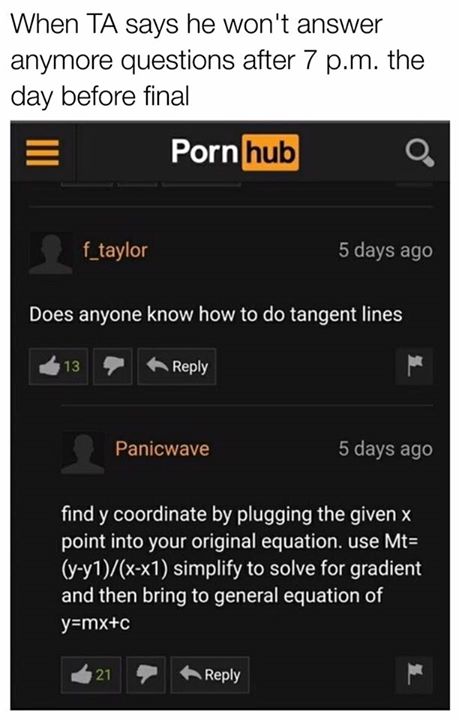 When TA says he won't answer
anymore questions after 7 p.m. the
day before final
Porn hub
f_taylor 5 days ago
Does anyone know how to do tangent lines
13 Reply
Panicwave 5 days ago
find y coordinate by plugging the given x
point into your original equation. use Mt=
(y-y1)/(x-x1) simplify to solve for gradient
and then bring to general equation of
y=mx+c
21 Reply